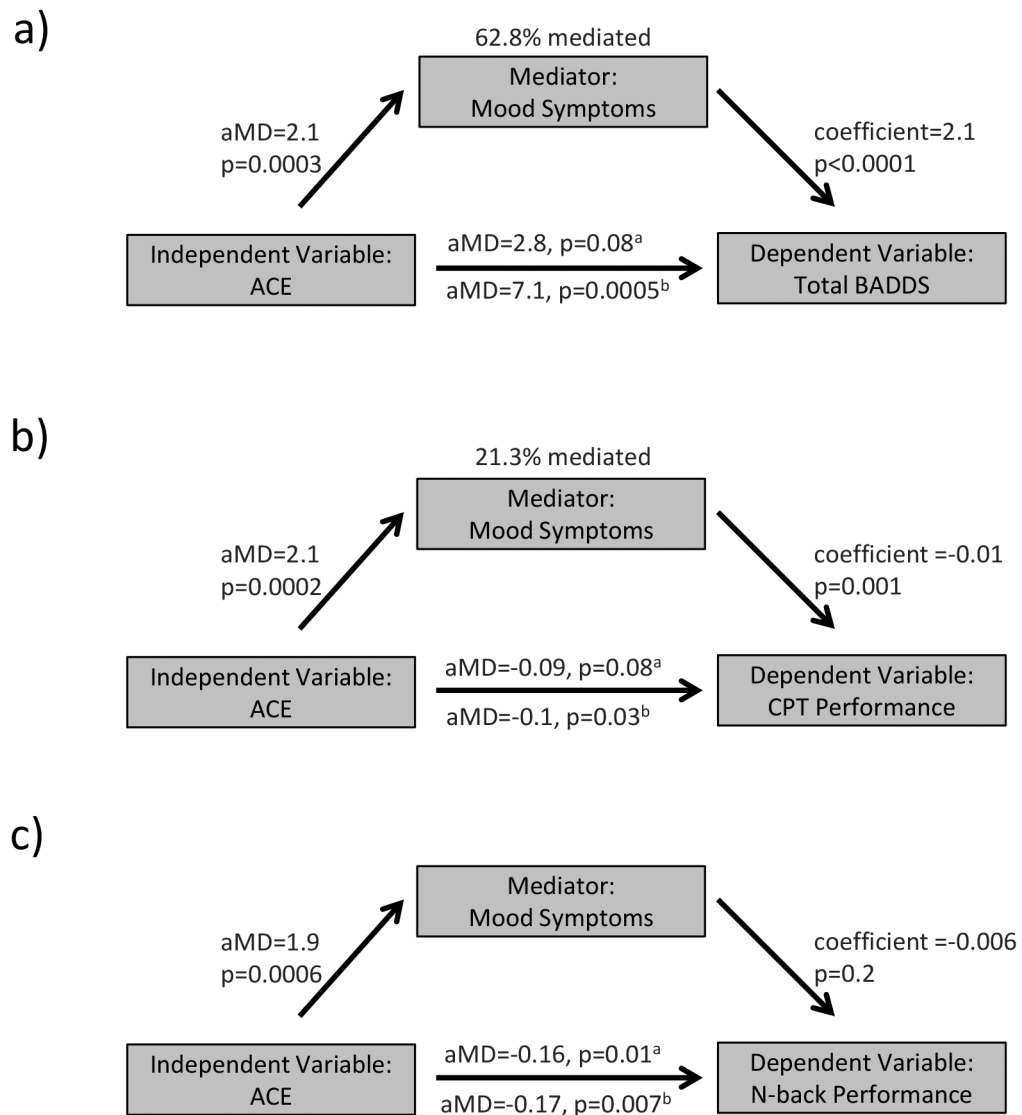 a)
62.8% mediated
Mediator:
Mood Symptoms
aMD=2.1
p=0.0003
coefficient=2.1
p<0.0001
Independent Variable:
ACE
aMD=2.8, p=0.08ᵃ
aMD=7.1, p=0.0005ᵇ
Dependent Variable:
Total BADDS
b)
21.3% mediated
Mediator:
Mood Symptoms
aMD=2.1
p=0.0002
coefficient =-0.01
p=0.001
Independent Variable:
ACE
aMD=-0.09, p=0.08ᵃ
aMD=-0.1, p=0.03ᵇ
Dependent Variable:
CPT Performance
c)
Mediator:
Mood Symptoms
aMD=1.9
p=0.0006
coefficient =-0.006
p=0.2
Independent Variable:
ACE
aMD=-0.16, p=0.01ᵃ
aMD=-0.17, p=0.007ᵇ
Dependent Variable:
N-back Performance